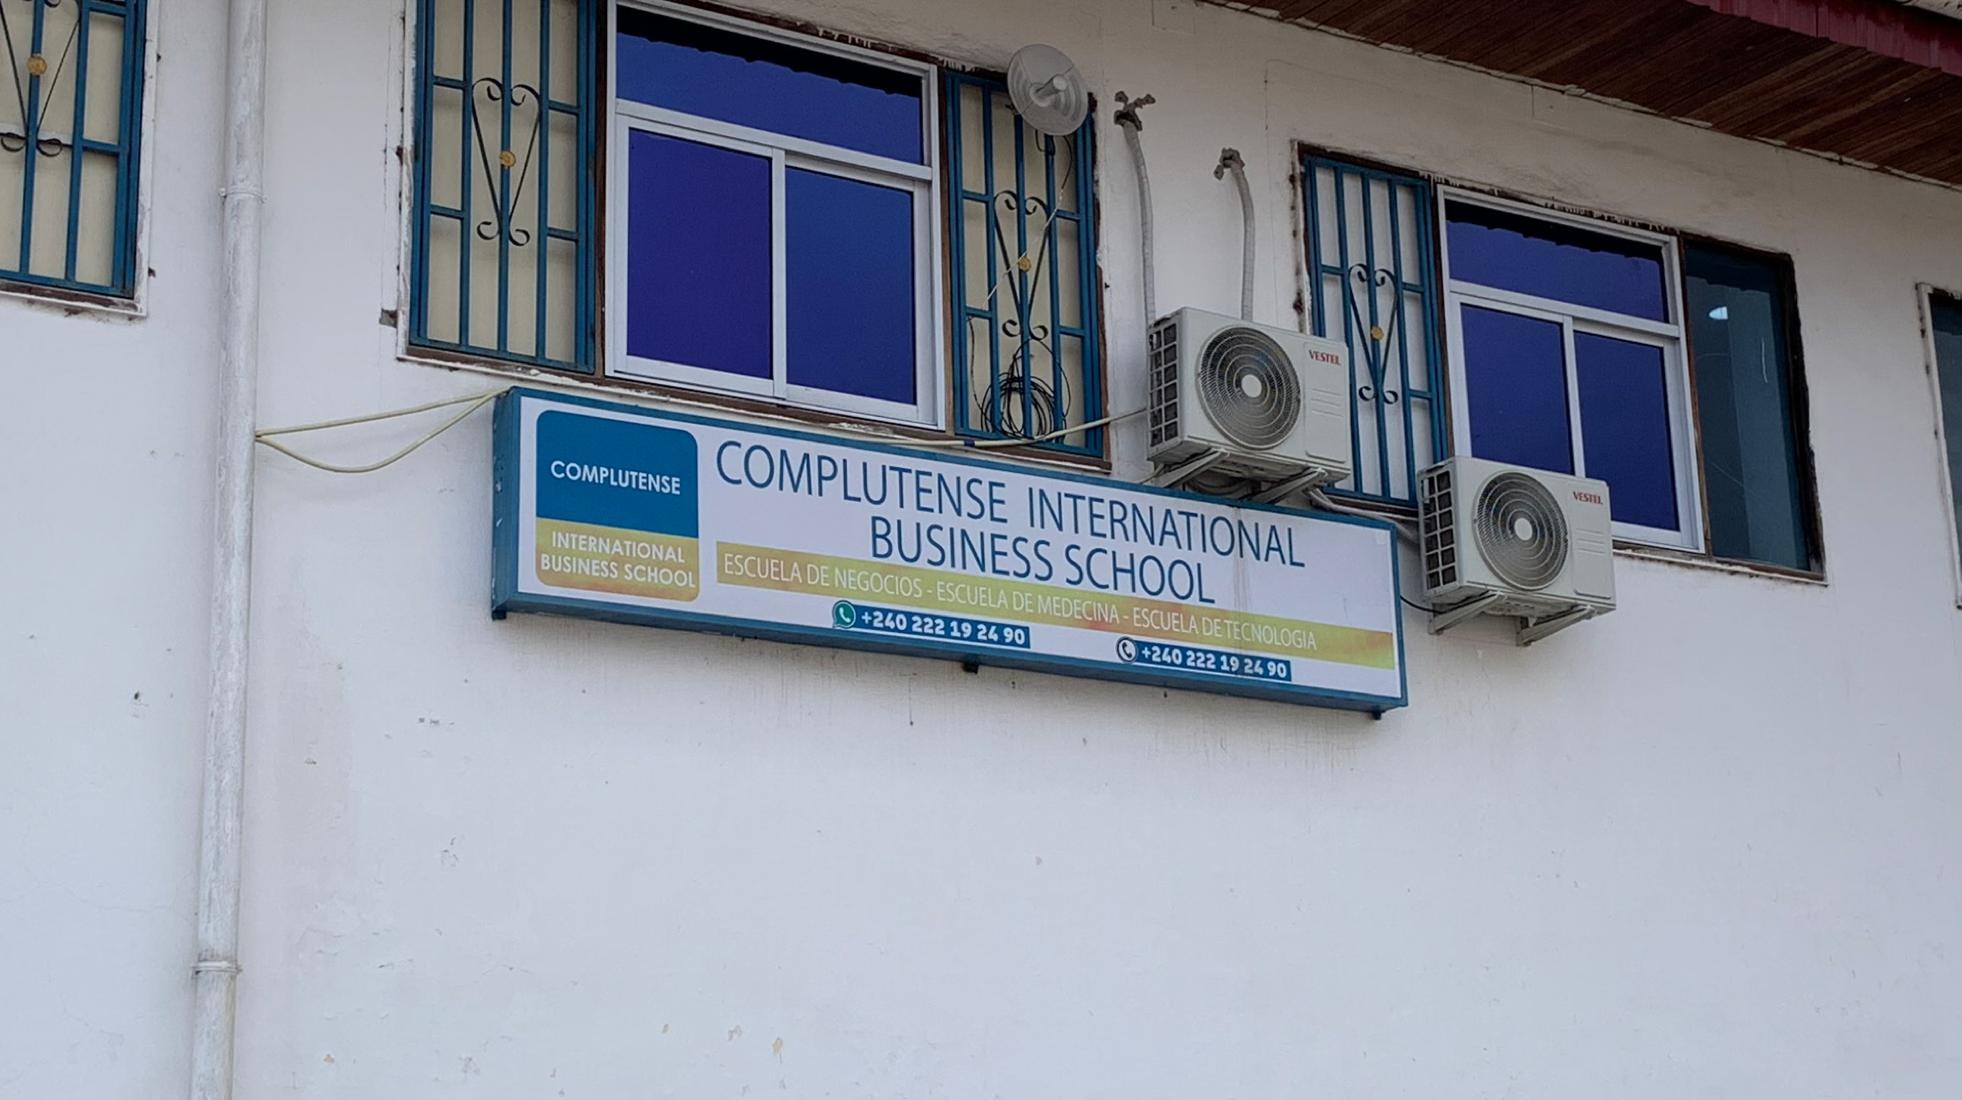 COMPLUTENSE
INTERNATIONAL
BUSINESS SCHOOL
COMPLUTENSE INTERNATIONAL
BUSINESS SCHOOL
ESCUELA DE NEGOCIOS - ESCUELA DE MEDECINA - ESCUELA DE TECNOLOGIA
+240 222 19 24 90
+240 222 19 24 90
VESTEL
VESTEL